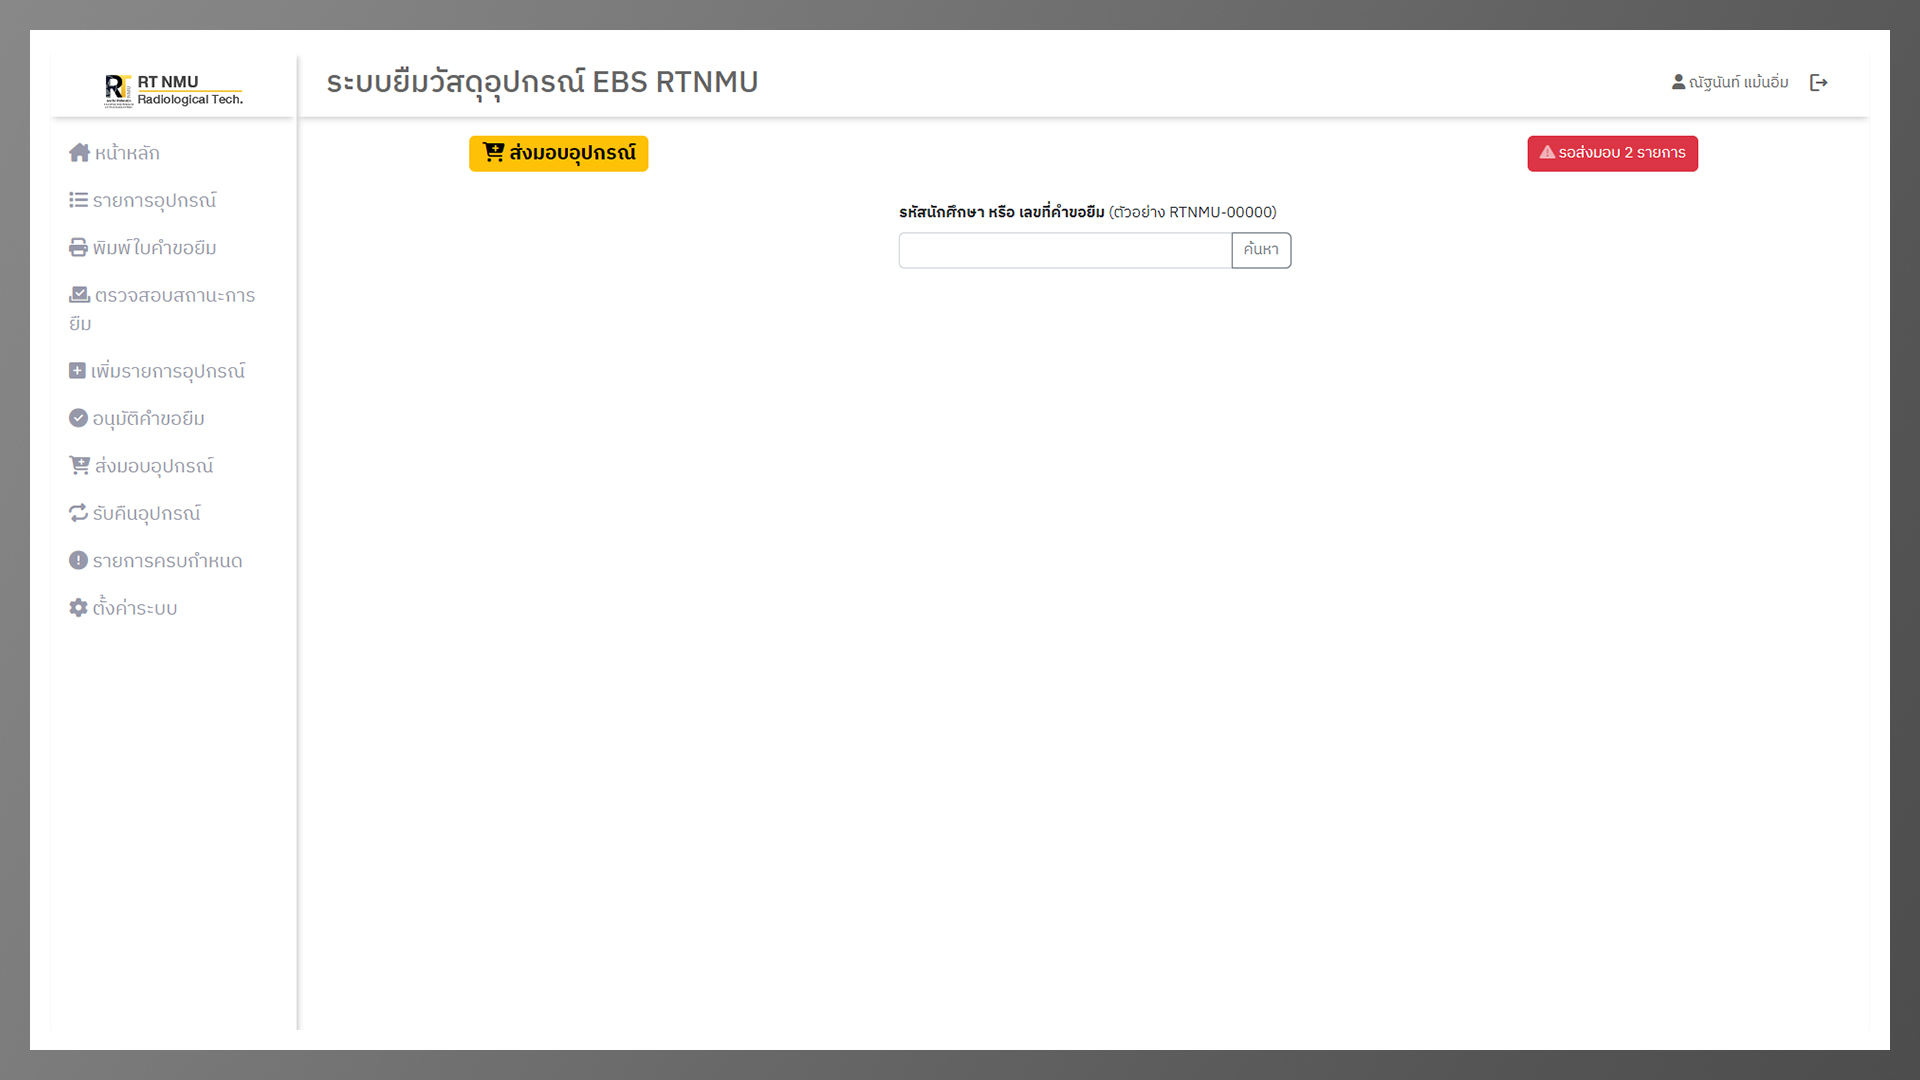 RT NMU
Radiological Tech.
ระบบยืมวัสดุอุปกรณ์ EBS RTNMU
ณัฐนันท์ แม้นอิ่ม
หน้าหลัก
รายการอุปกรณ์
พิมพ์ใบคำขอยืม
ตรวจสอบสถานะการ
ยืม
เพิ่มรายการอุปกรณ์
อนุมัติคำขอยืม
ส่งมอบอุปกรณ์
รับคืนอุปกรณ์
รายการครบกำหนด
ตั้งค่าระบบ
ส่งมอบอุปกรณ์
รอส่งมอบ 2 รายการ
รหัสนักศึกษา หรือ เลขที่คำขอยืม (ตัวอย่าง RTNMU-00000)
ค้นหา